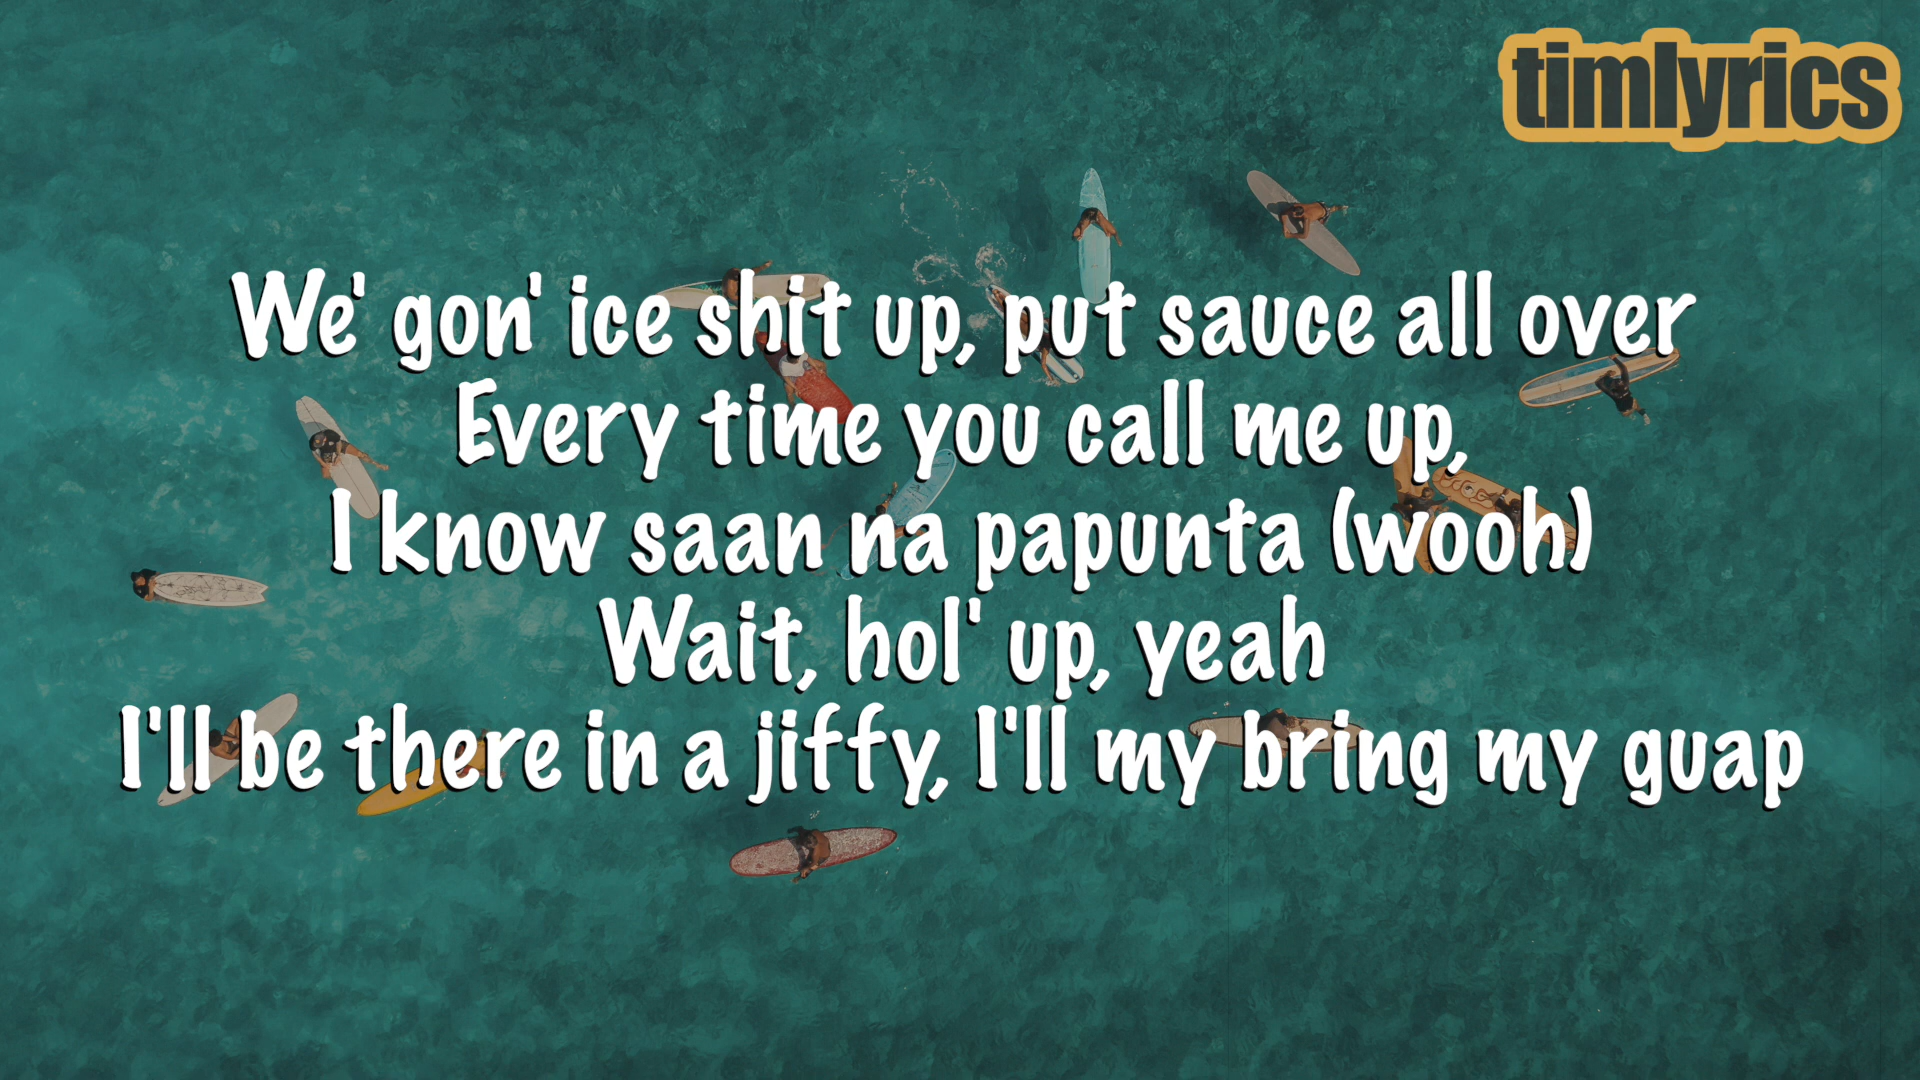 timlyrics
We' gon' ice shit up, put sauce all over
Every time you call me up,
I know saan na papunta (wooh)
Wait, hol' up, yeah
I'll be there in a jiffy, I'll my bring my guap